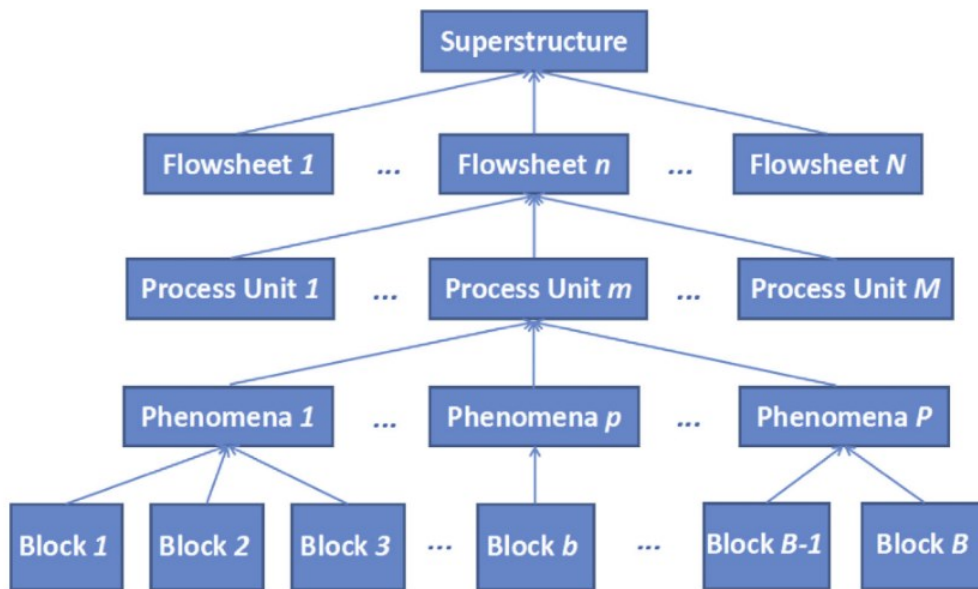 Superstructure
Flowsheet 1 ... Flowsheet n ... Flowsheet N
Process Unit 1 ... Process Unit m ... Process Unit M
Phenomena 1 ... Phenomena p ... Phenomena P
Block 1 Block 2 Block 3 ... Block b ... Block B-1 Block B